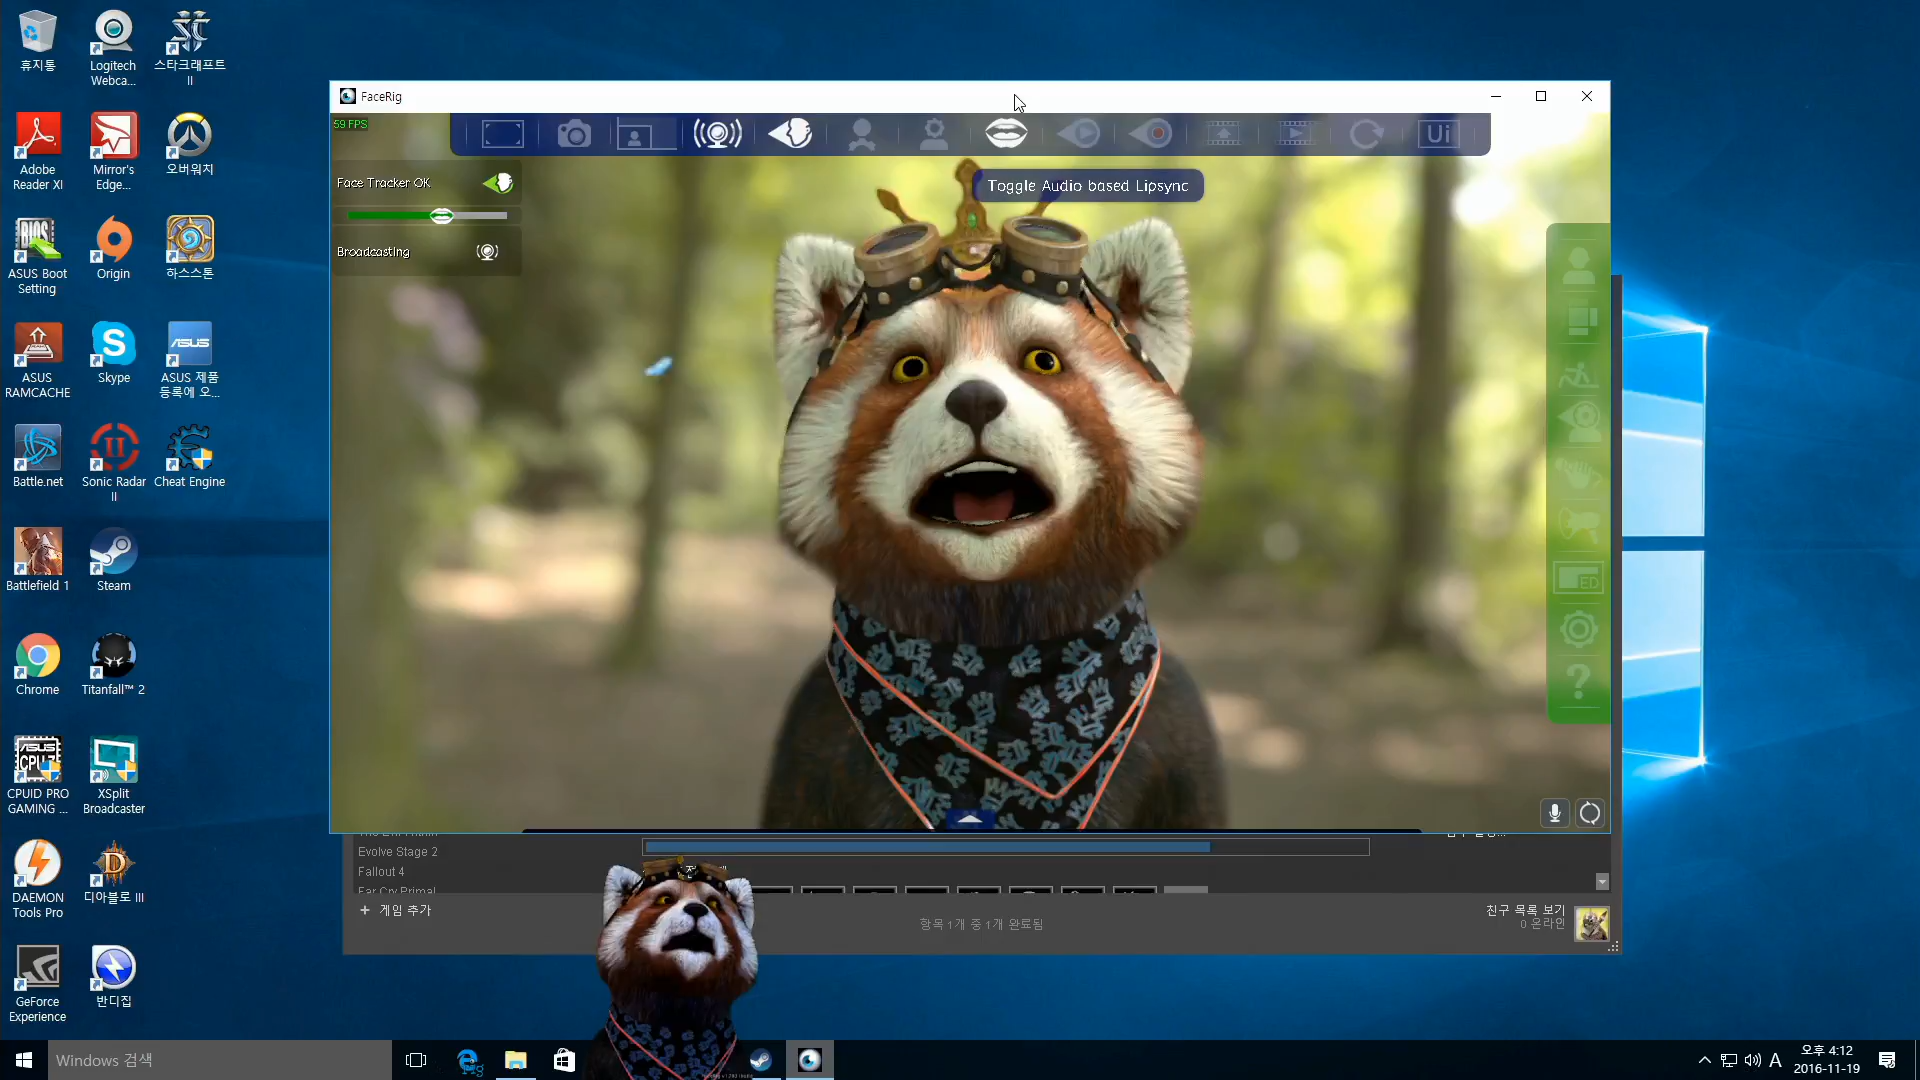 휴지통
Logitech
Webca...
스타크래프트
II
Adobe
Reader XI
Mirror's
Edge...
오버워치
BIOS
ASUS Boot
Setting
Origin
하스스톤
ASUS
RAMCACHE
Skype
ASUS
ASUS 제품
등록에 오...
Battle.net
Sonic Radar
II
Cheat Engine
Battlefield 1
Steam
Chrome
Titanfall™ 2
CPUID PRO
GAMING ...
XSplit
Broadcaster
DAEMON
Tools Pro
디아블로 III
GeForce
Experience
반디집
FaceRig
59 FPS
Ui
Face Tracker OK
Toggle Audio based Lipsync
Broadcasting
ED
?
Evolve Stage 2
Fallout 4
Far Cry Primal
+ 게임 추가
항목 1개 중 1개 완료됨
친구 목록 보기
0 온라인
Windows 검색
A
오후 4:12
2016-11-19